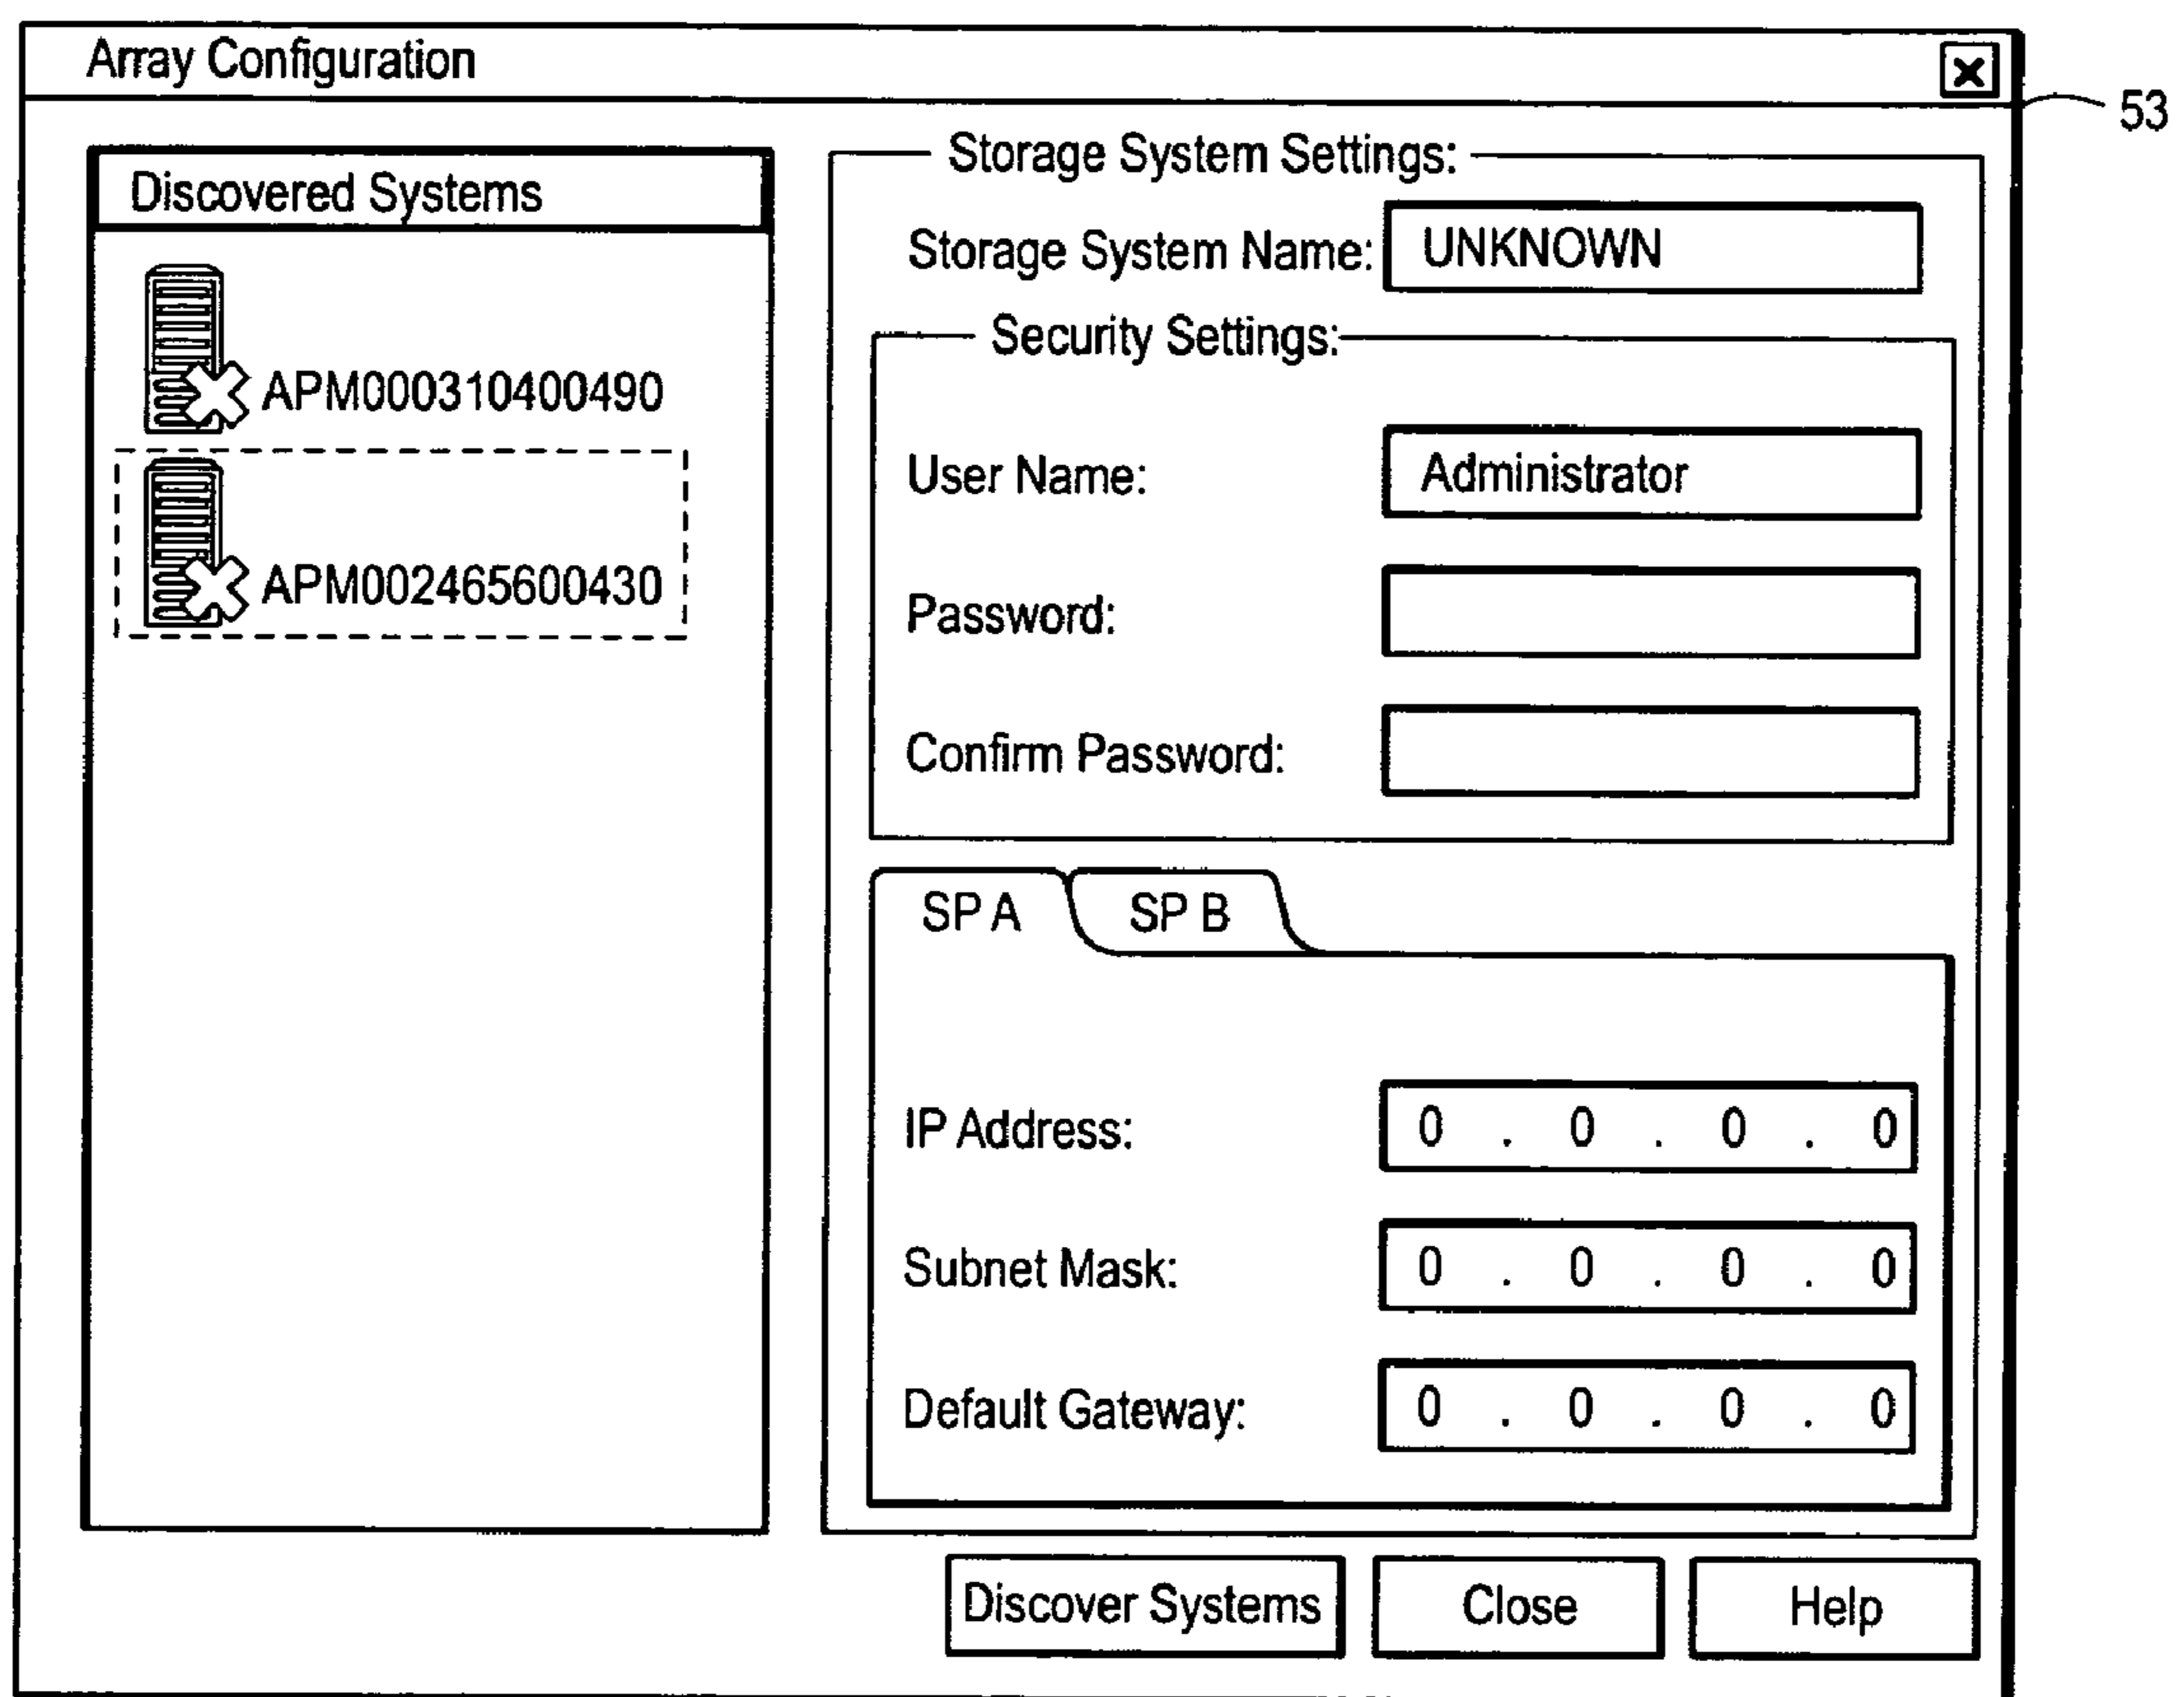 Array Configuration
53
Discovered Systems
APM000310400490
APM002465600430
Storage System Settings:
Storage System Name: UNKNOWN
Security Settings:
User Name: Administrator
Password:
Confirm Password:
SP A SP B
IP Address: 0 . 0 . 0 . 0
Subnet Mask: 0 . 0 . 0 . 0
Default Gateway: 0 . 0 . 0 . 0
Discover Systems Close Help